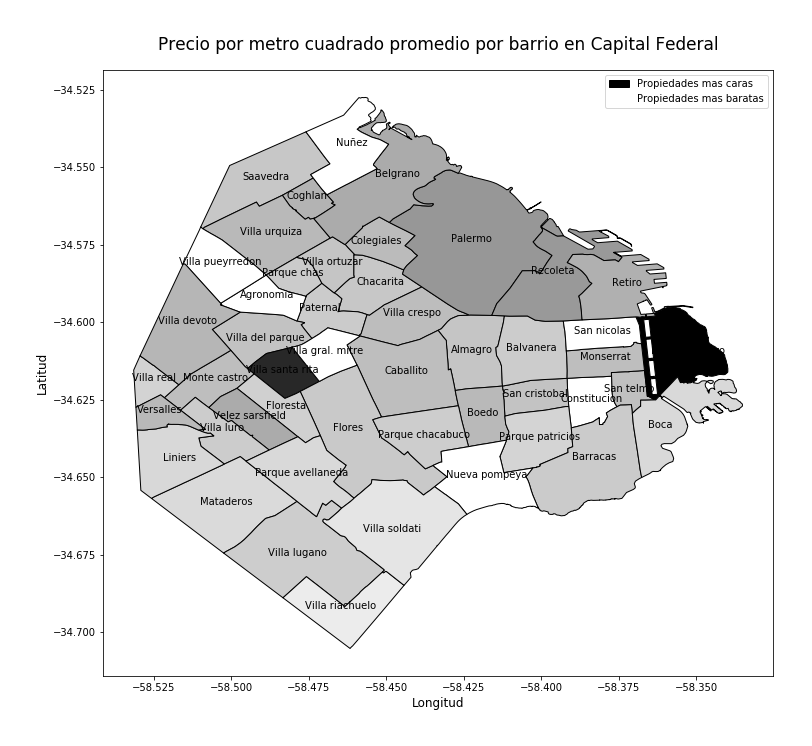 Precio por metro cuadrado promedio por barrio en Capital Federal
Propiedades mas caras
Propiedades mas baratas
−34.525
−34.550
−34.575
−34.600
−34.625
−34.650
−34.675
−34.700
Latitud
Nuñez
Saavedra
Belgrano
Coghlan
Villa urquiza
Colegiales
Palermo
Villa pueyrredon
Villa ortuzar
Parque chas
Recoleta
Chacarita
Retiro
Agronomia
Paternal
Villa crespo
Villa devoto
San nicolas
Villa del parque
Villa gral. mitre
Almagro
Balvanera
Monserrat
Villa real
Monte castro
Villa santa rita
Caballito
San telmo
San cristobal
Constitucion
Versalles
Velez sarsfield
Floresta
Boedo
Villa luro
Flores
Parque chacabuco
Parque patricios
Boca
Liniers
Parque avellaneda
Nueva pompeya
Barracas
Mataderos
Villa soldati
Villa lugano
Villa riachuelo
−58.525
−58.500
−58.475
−58.450
−58.425
−58.400
−58.375
−58.350
Longitud